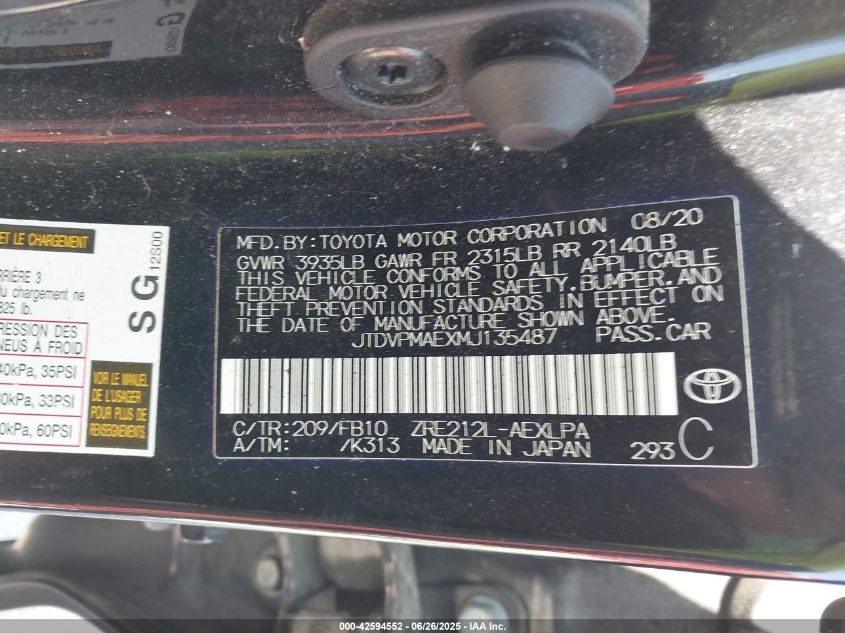 ET LE CHARGEMENT
RRIÈRE 3
u chargement ne
325 lb.
RESSION DES
NEUS À FROID
40kPa, 35PSI
0kPa, 33PSI
0kPa, 60PSI
VOIR LE MANUEL
DE L'USAGER
POUR PLUS DE
RENSEIGNEMENTS
SG 12S00
MFD.BY:TOYOTA MOTOR CORPORATION 08/20
GVWR 3935LB GAWR FR 2315LB RR 2140LB
THIS VEHICLE CONFORMS TO ALL APPLICABLE
FEDERAL MOTOR VEHICLE SAFETY,BUMPER,AND
THEFT PREVENTION STANDARDS IN EFFECT ON
THE DATE OF MANUFACTURE SHOWN ABOVE.
JTDVPMAEXMJ135487 PASS.CAR
C/TR:209/FB10 ZRE212L-AEXLPA
A/TM: /K313 MADE IN JAPAN 293 C
000-42594552 - 06/26/2025 - IAA Inc.